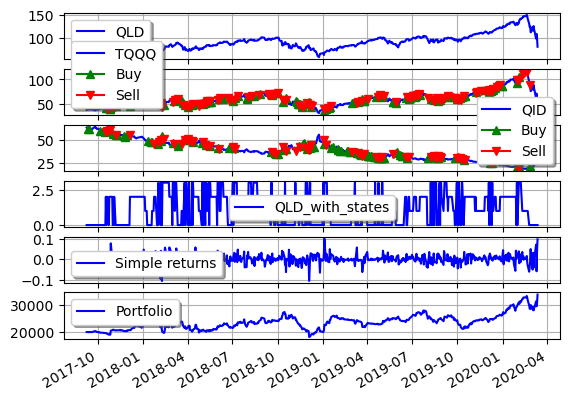 150
100
QLD
TQQQ
Buy
Sell
100
50
QID
Buy
Sell
50
25
2.5
0.0
QLD_with_states
0.1
0.0
−0.1
Simple returns
30000
20000
Portfolio
2017-10
2018-01
2018-04
2018-07
2018-10
2019-01
2019-04
2019-07
2019-10
2020-01
2020-04